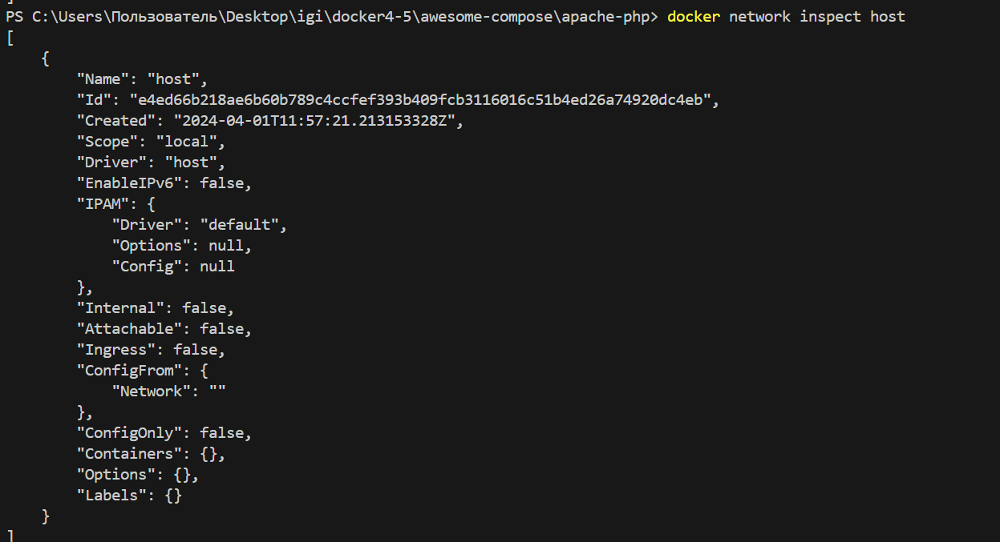 ]
PS C:\Users\Пользователь\Desktop\igi\docker4-5\awesome-compose\apache-php> docker network inspect host
[
    {
        "Name": "host",
        "Id": "e4ed66b218ae6b60b789c4ccfef393b409fcb3116016c51b4ed26a74920dc4eb",
        "Created": "2024-04-01T11:57:21.213153328Z",
        "Scope": "local",
        "Driver": "host",
        "EnableIPv6": false,
        "IPAM": {
            "Driver": "default",
            "Options": null,
            "Config": null
        },
        "Internal": false,
        "Attachable": false,
        "Ingress": false,
        "ConfigFrom": {
            "Network": ""
        },
        "ConfigOnly": false,
        "Containers": {},
        "Options": {},
        "Labels": {}
    }
]